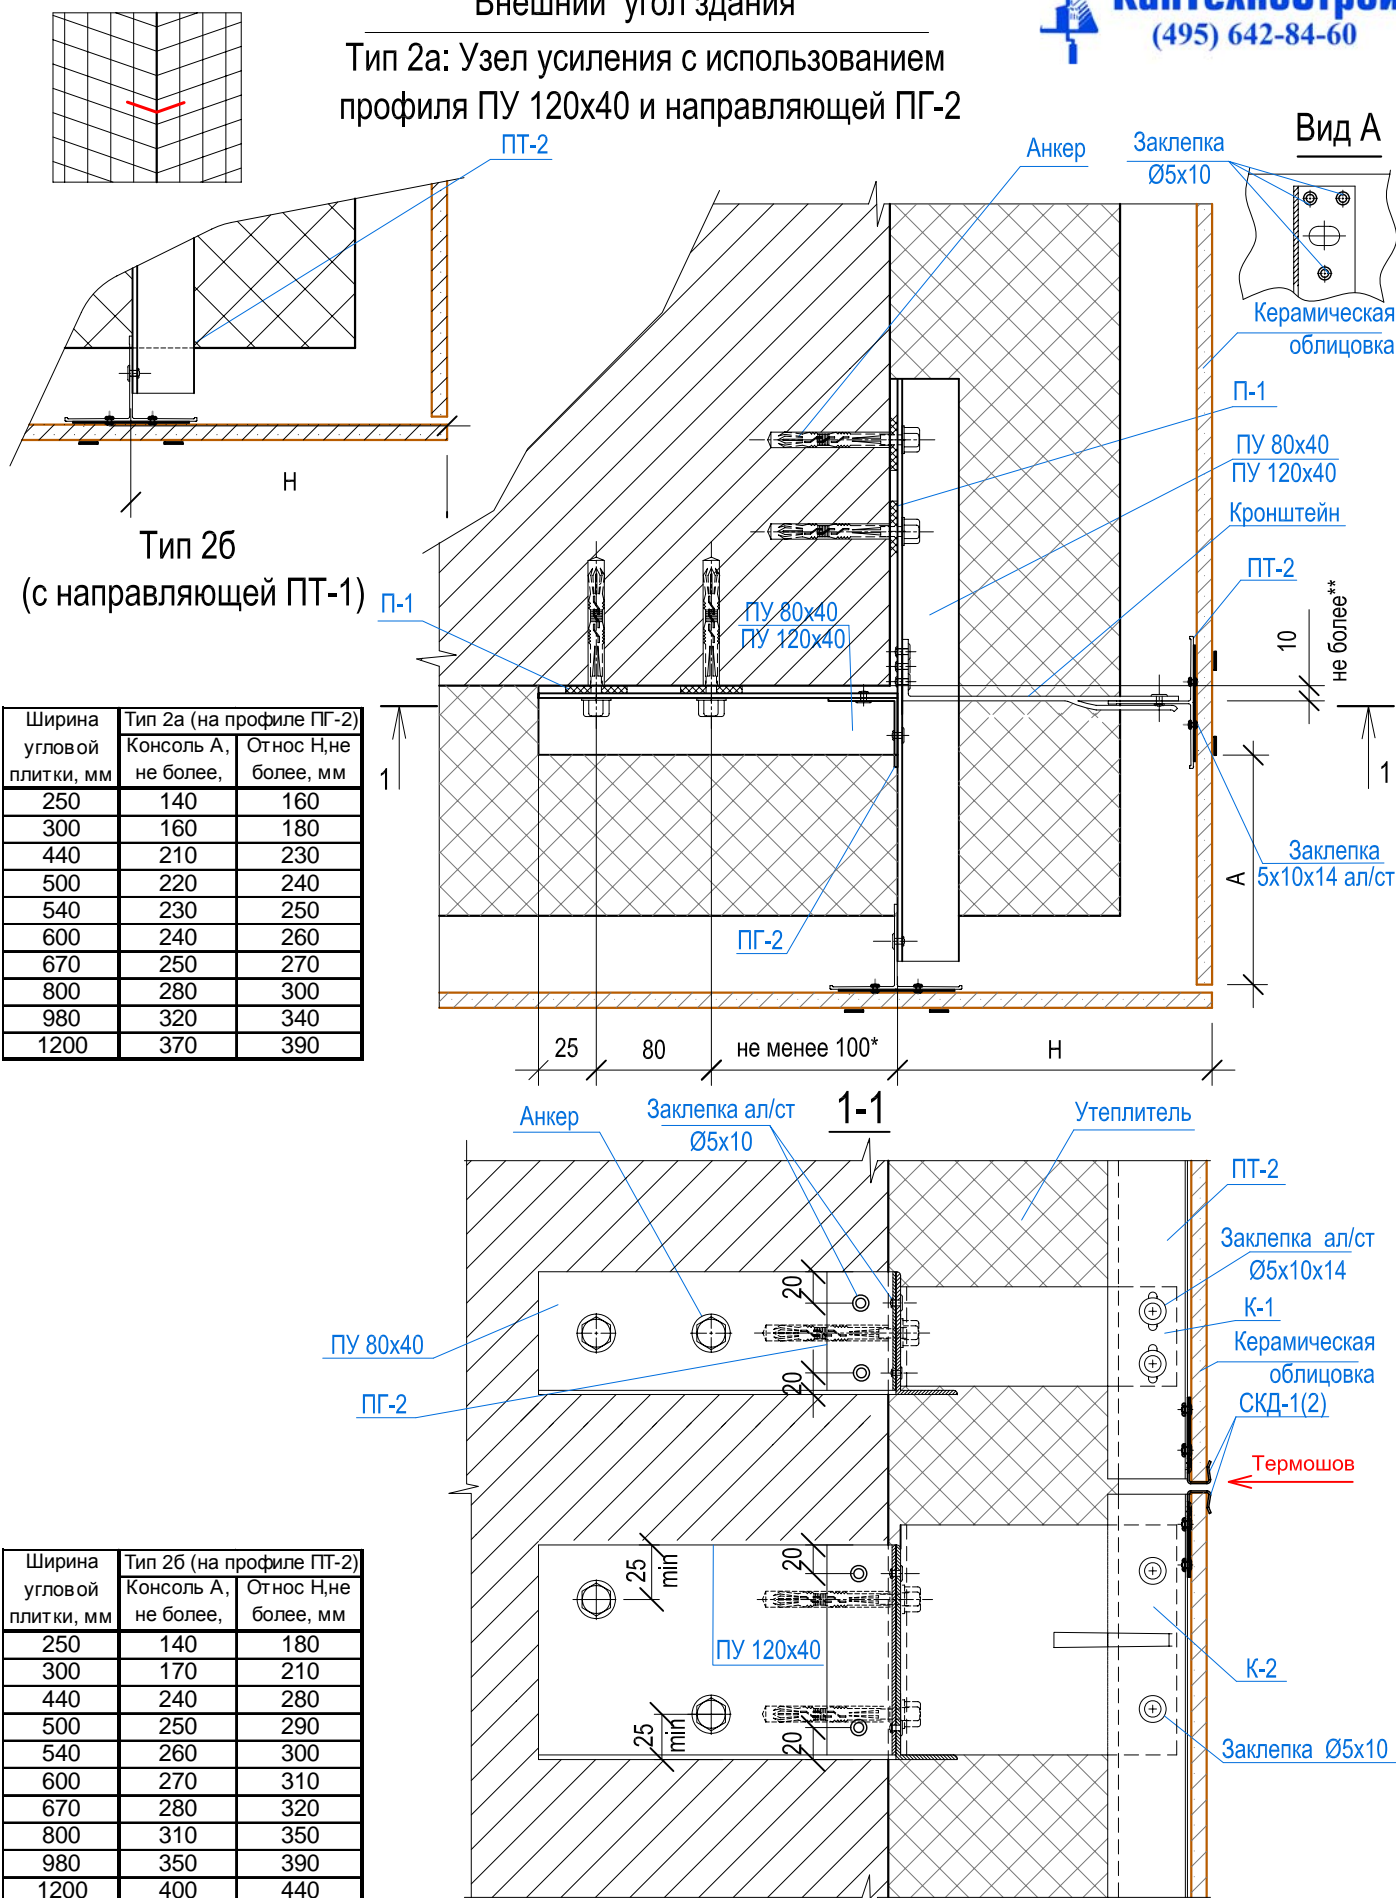 Внешний угол здания
Тип 2а: Узел усиления с использованием
профиля ПУ 120х40 и направляющей ПГ-2
Кантехнострой
(495) 642-84-60
Вид А
ПТ-2
Анкер
Заклепка
Ø5х10
Керамическая
облицовка
П-1
ПУ 80х40
ПУ 120х40
Кронштейн
ПТ-2
Н
Тип 2б
(с направляющей ПТ-1)
П-1
ПУ 80х40
ПУ 120х40
10
не более**
1
1
Заклепка
5х10х14 ал/ст
А
ПГ-2
25
80
не менее 100*
Н
Ширина угловой плитки, мм
Тип 2а (на профиле ПГ-2)
Консоль А, не более,
Относ Н,не более, мм
250 140 160
300 160 180
440 210 230
500 220 240
540 230 250
600 240 260
670 250 270
800 280 300
980 320 340
1200 370 390
1-1
Анкер
Заклепка ал/ст
Ø5х10
Утеплитель
ПТ-2
Заклепка ал/ст
Ø5х10х14
К-1
Керамическая
облицовка
СКД-1(2)
Термошов
ПУ 80х40
ПГ-2
20
20
25
min
20
ПУ 120х40
25
min
20
К-2
Заклепка Ø5х10
Ширина угловой плитки, мм
Тип 2б (на профиле ПТ-2)
Консоль А, не более,
Относ Н,не более, мм
250 140 180
300 170 210
440 240 280
500 250 290
540 260 300
600 270 310
670 280 320
800 310 350
980 350 390
1200 400 440